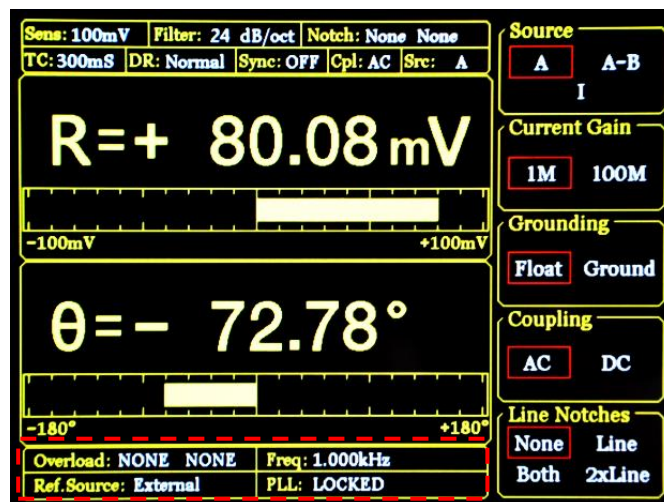 Sens: 100mV Filter: 24 dB/oct Notch: None None
TC: 300mS DR: Normal Sync: OFF Cpl: AC Src: A
R=+ 80.08 mV
-100mV +100mV
θ=- 72.78°
-180° +180°
Overload: NONE NONE Freq: 1.000kHz
Ref.Source: External PLL: LOCKED
Source
A A-B
I
Current Gain
1M 100M
Grounding
Float Ground
Coupling
AC DC
Line Notches
None Line
Both 2xLine